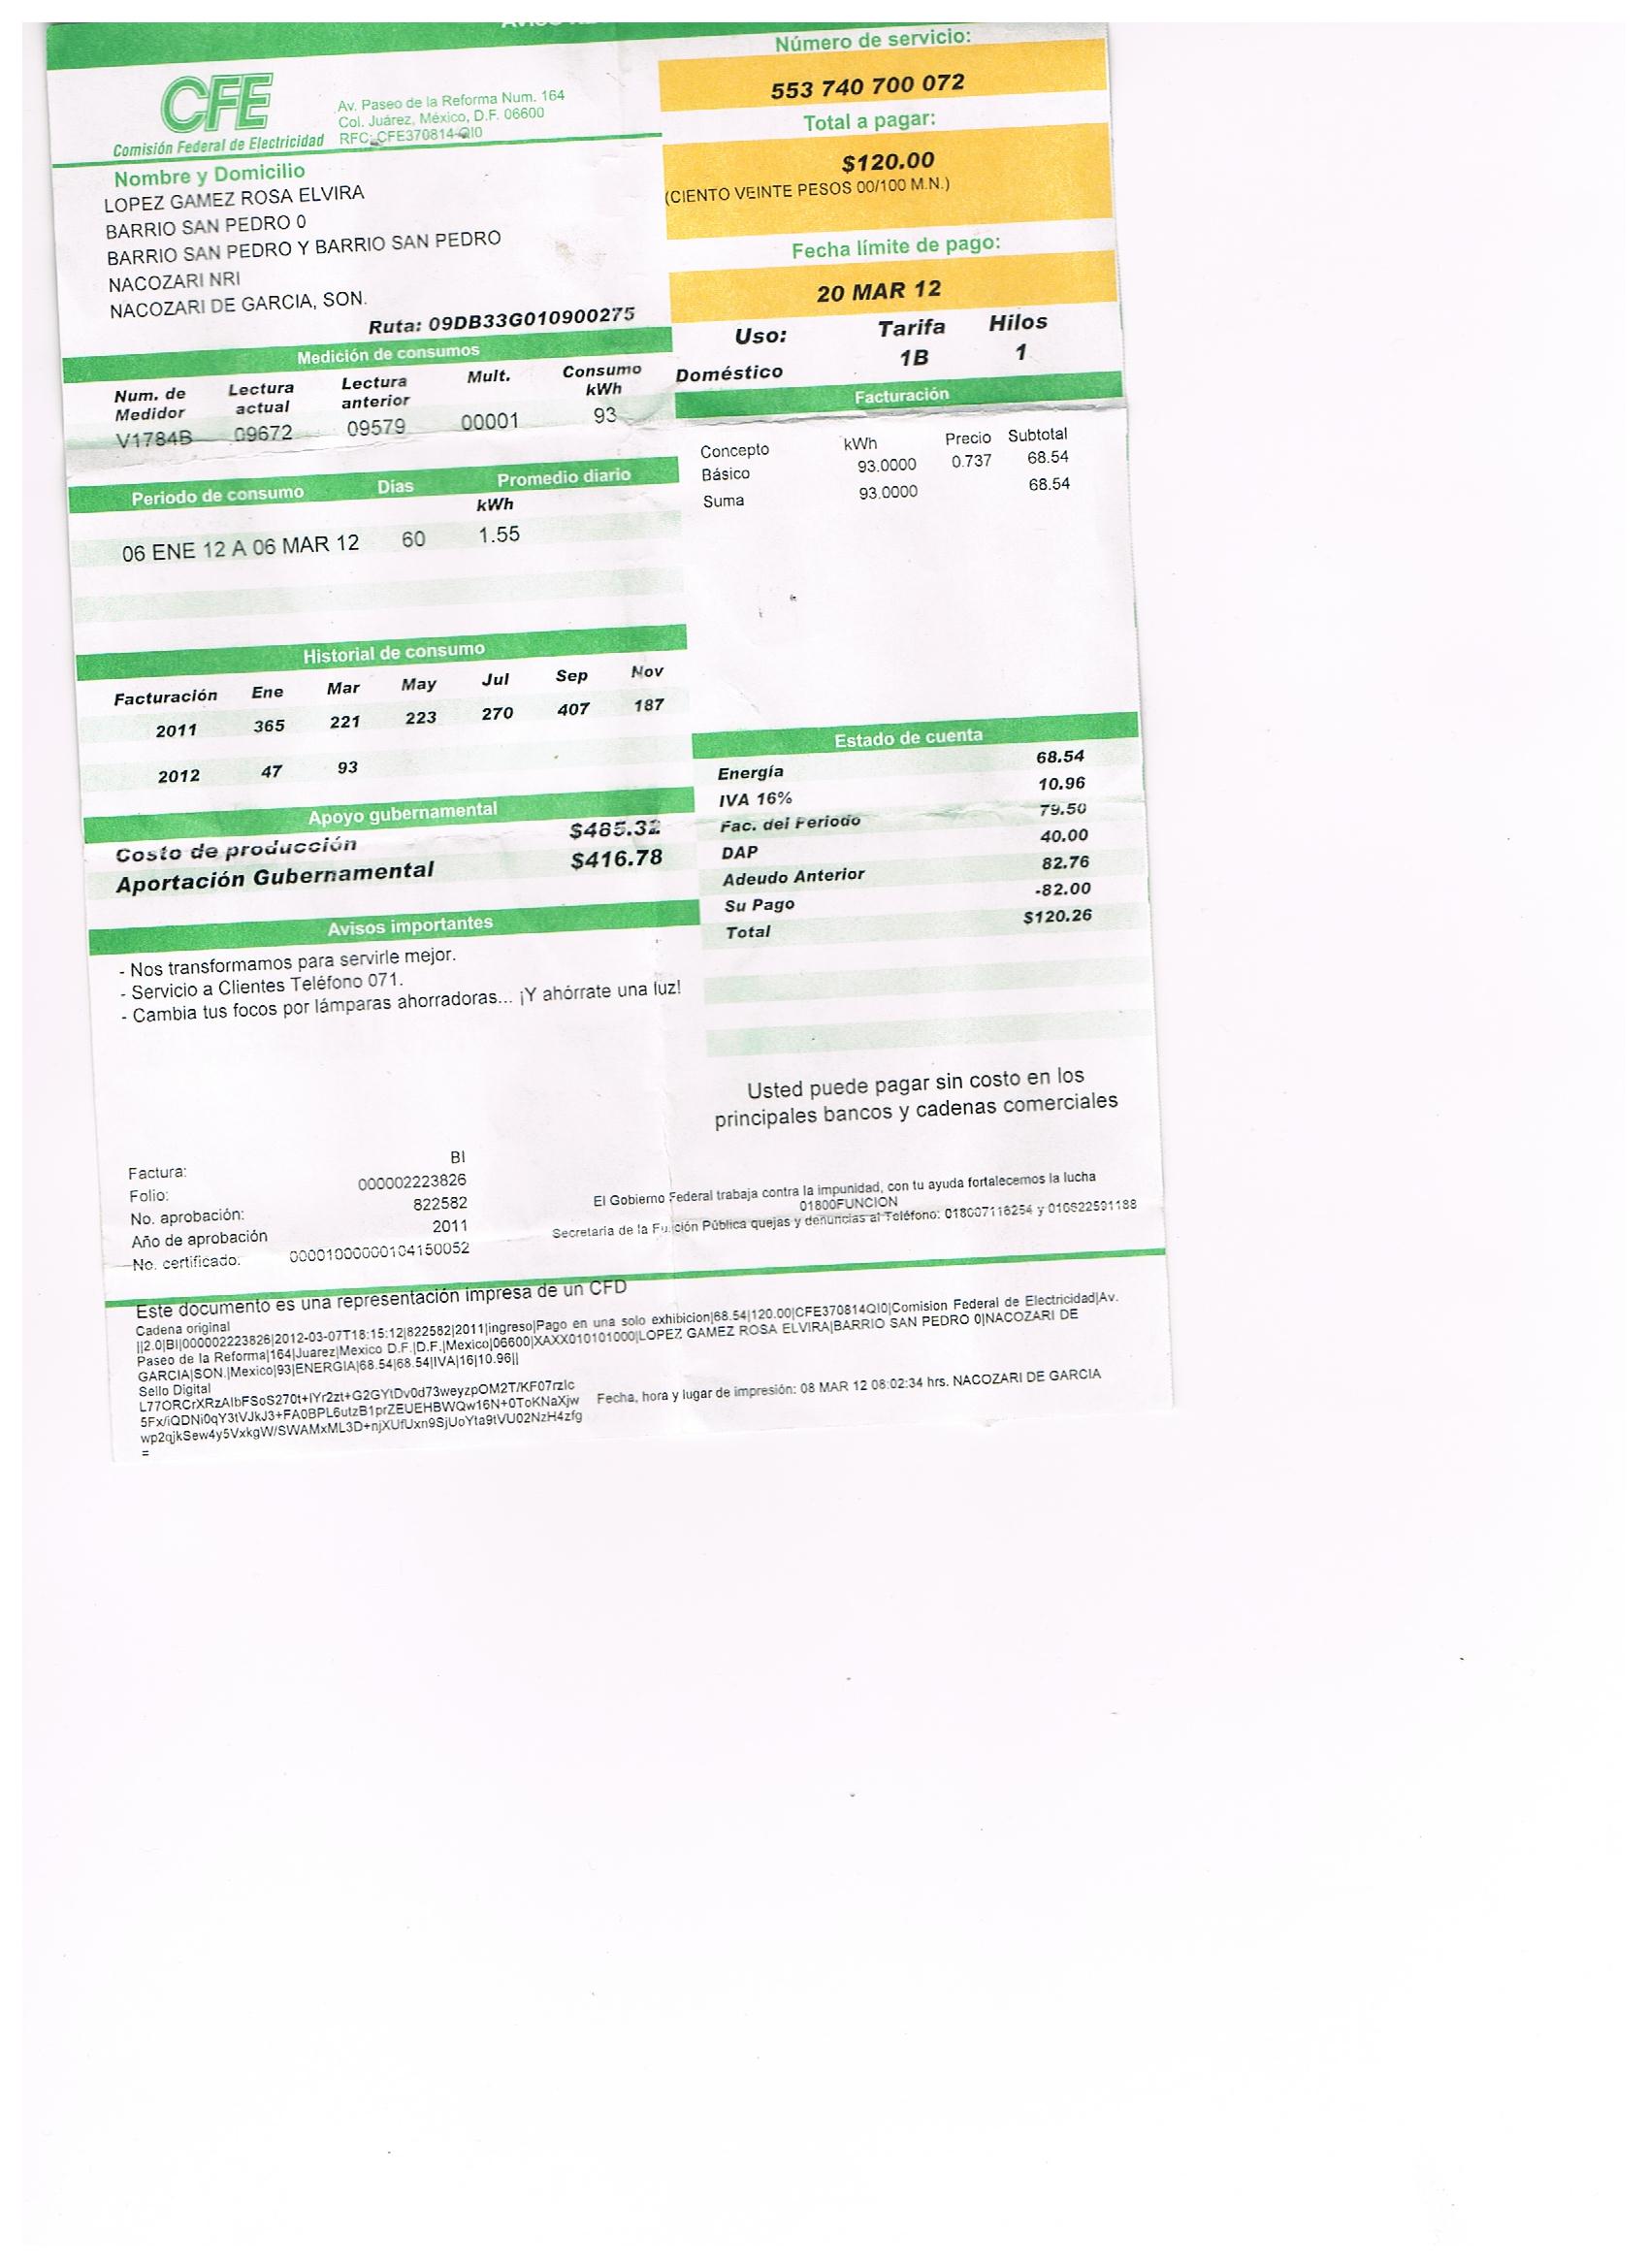 CFE
Comisión Federal de Electricidad
Av. Paseo de la Reforma Num. 164
Col. Juárez, México, D.F. 06600
RFC: CFE370814-QI0
Número de servicio:
553 740 700 072
Total a pagar:
$120.00
(CIENTO VEINTE PESOS 00/100 M.N.)
Fecha límite de pago:
20 MAR 12
Uso: Tarifa Hilos
Doméstico 1B 1
Nombre y Domicilio
LOPEZ GAMEZ ROSA ELVIRA
BARRIO SAN PEDRO 0
BARRIO SAN PEDRO Y BARRIO SAN PEDRO
NACOZARI NRI
NACOZARI DE GARCIA, SON.
Ruta: 09DB33G010900275
Medición de consumos
Num. de Medidor Lectura actual Lectura anterior Mult. Consumo kWh
V1784B 09672 09579 00001 93
Periodo de consumo Días Promedio diario
kWh
06 ENE 12 A 06 MAR 12 60 1.55
Facturación
Concepto kWh Precio Subtotal
Básico 93.0000 0.737 68.54
Suma 93.0000 68.54
Historial de consumo
Facturación Ene Mar May Jul Sep Nov
2011 365 221 223 270 407 187
2012 47 93
Apoyo gubernamental
Costo de producción $485.32
Aportación Gubernamental $416.78
Estado de cuenta
Energía 68.54
IVA 16% 10.96
Fac. del Periodo 79.50
DAP 40.00
Adeudo Anterior 82.76
Su Pago -82.00
Total $120.26
Avisos importantes
- Nos transformamos para servirle mejor.
- Servicio a Clientes Teléfono 071.
- Cambia tus focos por lámparas ahorradoras... ¡Y ahórrate una luz!
Usted puede pagar sin costo en los
principales bancos y cadenas comerciales
Factura: BI
Folio: 000002223826
No. aprobación: 822582
Año de aprobación 2011
No. certificado: 00001000000104150052
El Gobierno Federal trabaja contra la impunidad, con tu ayuda fortalecemos la lucha
01800FUNCION
Secretaria de la Función Pública quejas y denuncias al Teléfono: 018007116254 y 016622591188
Este documento es una representación impresa de un CFD
Cadena original
||2.0|BI|000002223826|2012-03-07T18:15:12|822582|2011|ingreso|Pago en una solo exhibicion|68.54|120.00|CFE370814QI0|Comision Federal de Electricidad|Av.
Paseo de la Reforma|164|Juarez|Mexico D.F.|D.F.|Mexico|06600|XAXX010101000|LOPEZ GAMEZ ROSA ELVIRA|BARRIO SAN PEDRO 0|NACOZARI DE
GARCIA|SON.|Mexico|93|ENERGIA|68.54|68.54|IVA|16|10.96||
Sello Digital
L77ORCrXRzAIbFSoS270t+IYr2zt+G2GYtDv0d73weyzpOM2T/KF07rzlc
5Fx/iQDNi0qY3tVJkJ3+FA0BPL6utzB1prZEUEHBWQw16N+0ToKNaXjw
wp2qjkSew4y5VxkgW/SWAMxML3D+njXUfUxn9SjUoYta9tVU02NzH4zfg
=
Fecha, hora y lugar de impresión: 08 MAR 12 08:02:34 hrs. NACOZARI DE GARCIA